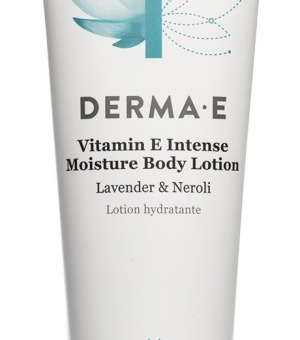 DERMA·E
Vitamin E Intense
Moisture Body Lotion
Lavender & Neroli
Lotion hydratante